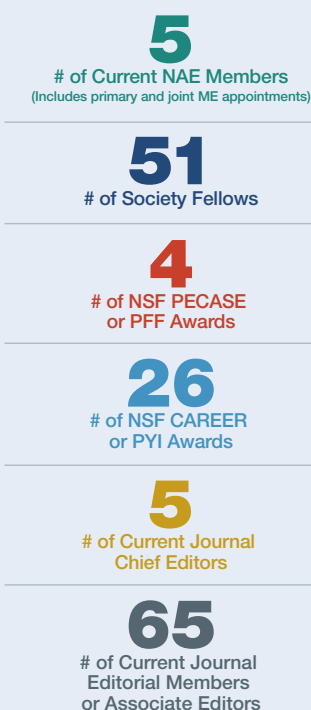 5
# of Current NAE Members
(Includes primary and joint ME appointments)
51
# of Society Fellows
4
# of NSF PECASE
or PFF Awards
26
# of NSF CAREER
or PYI Awards
5
# of Current Journal
Chief Editors
65
# of Current Journal
Editorial Members
or Associate Editors